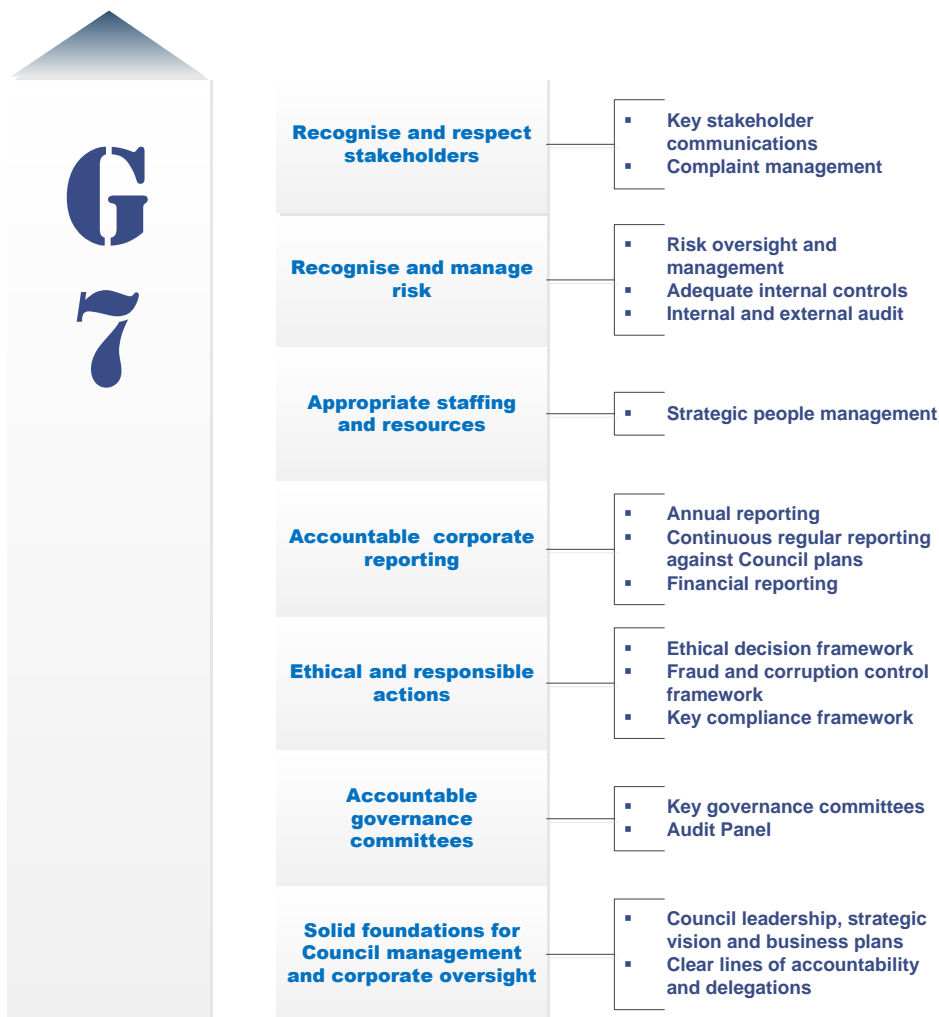 G
7
Recognise and respect
stakeholders
▪ Key stakeholder
communications
▪ Complaint management
Recognise and manage
risk
▪ Risk oversight and
management
▪ Adequate internal controls
▪ Internal and external audit
Appropriate staffing
and resources
▪ Strategic people management
Accountable corporate
reporting
▪ Annual reporting
▪ Continuous regular reporting
against Council plans
▪ Financial reporting
Ethical and responsible
actions
▪ Ethical decision framework
▪ Fraud and corruption control
framework
▪ Key compliance framework
Accountable
governance
committees
▪ Key governance committees
▪ Audit Panel
Solid foundations for
Council management
and corporate oversight
▪ Council leadership, strategic
vision and business plans
▪ Clear lines of accountability
and delegations